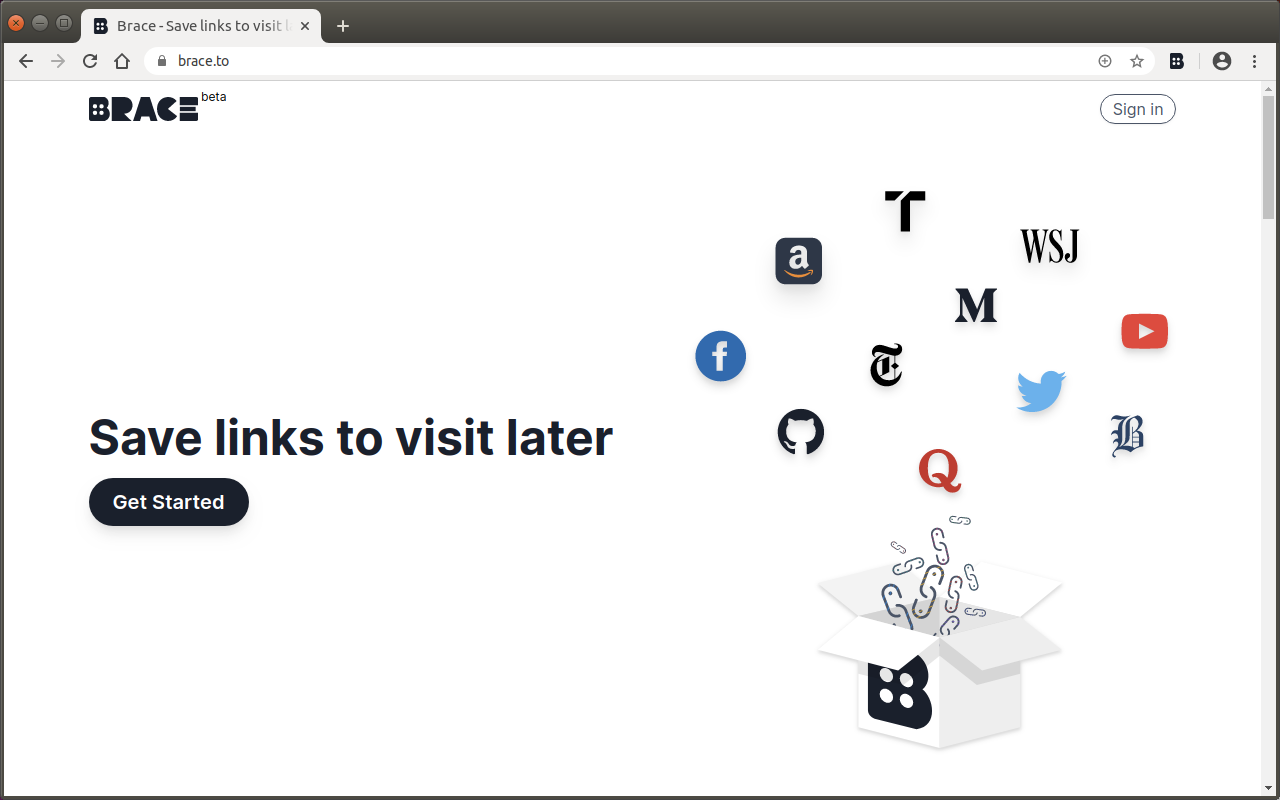 Brace - Save links to visit l
brace.to
BRACE beta
Sign in
T
a
WSJ
M
f
T
B
Save links to visit later
Q
Get Started
B